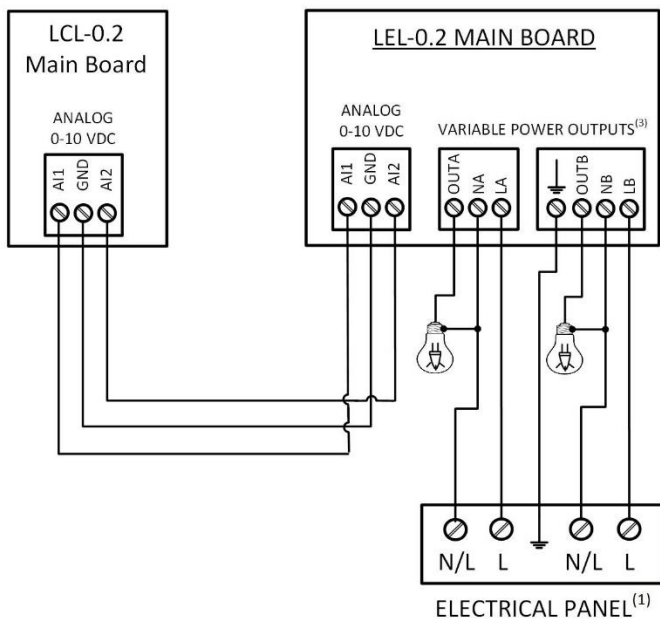 LCL-0.2
Main Board
ANALOG
0-10 VDC
AI1
GND
AI2
LEL-0.2 MAIN BOARD
ANALOG
0-10 VDC
VARIABLE POWER OUTPUTS(3)
AI1
GND
AI2
OUTA
NA
LA
OUTB
NB
LB
N/L
L
N/L
L
ELECTRICAL PANEL(1)